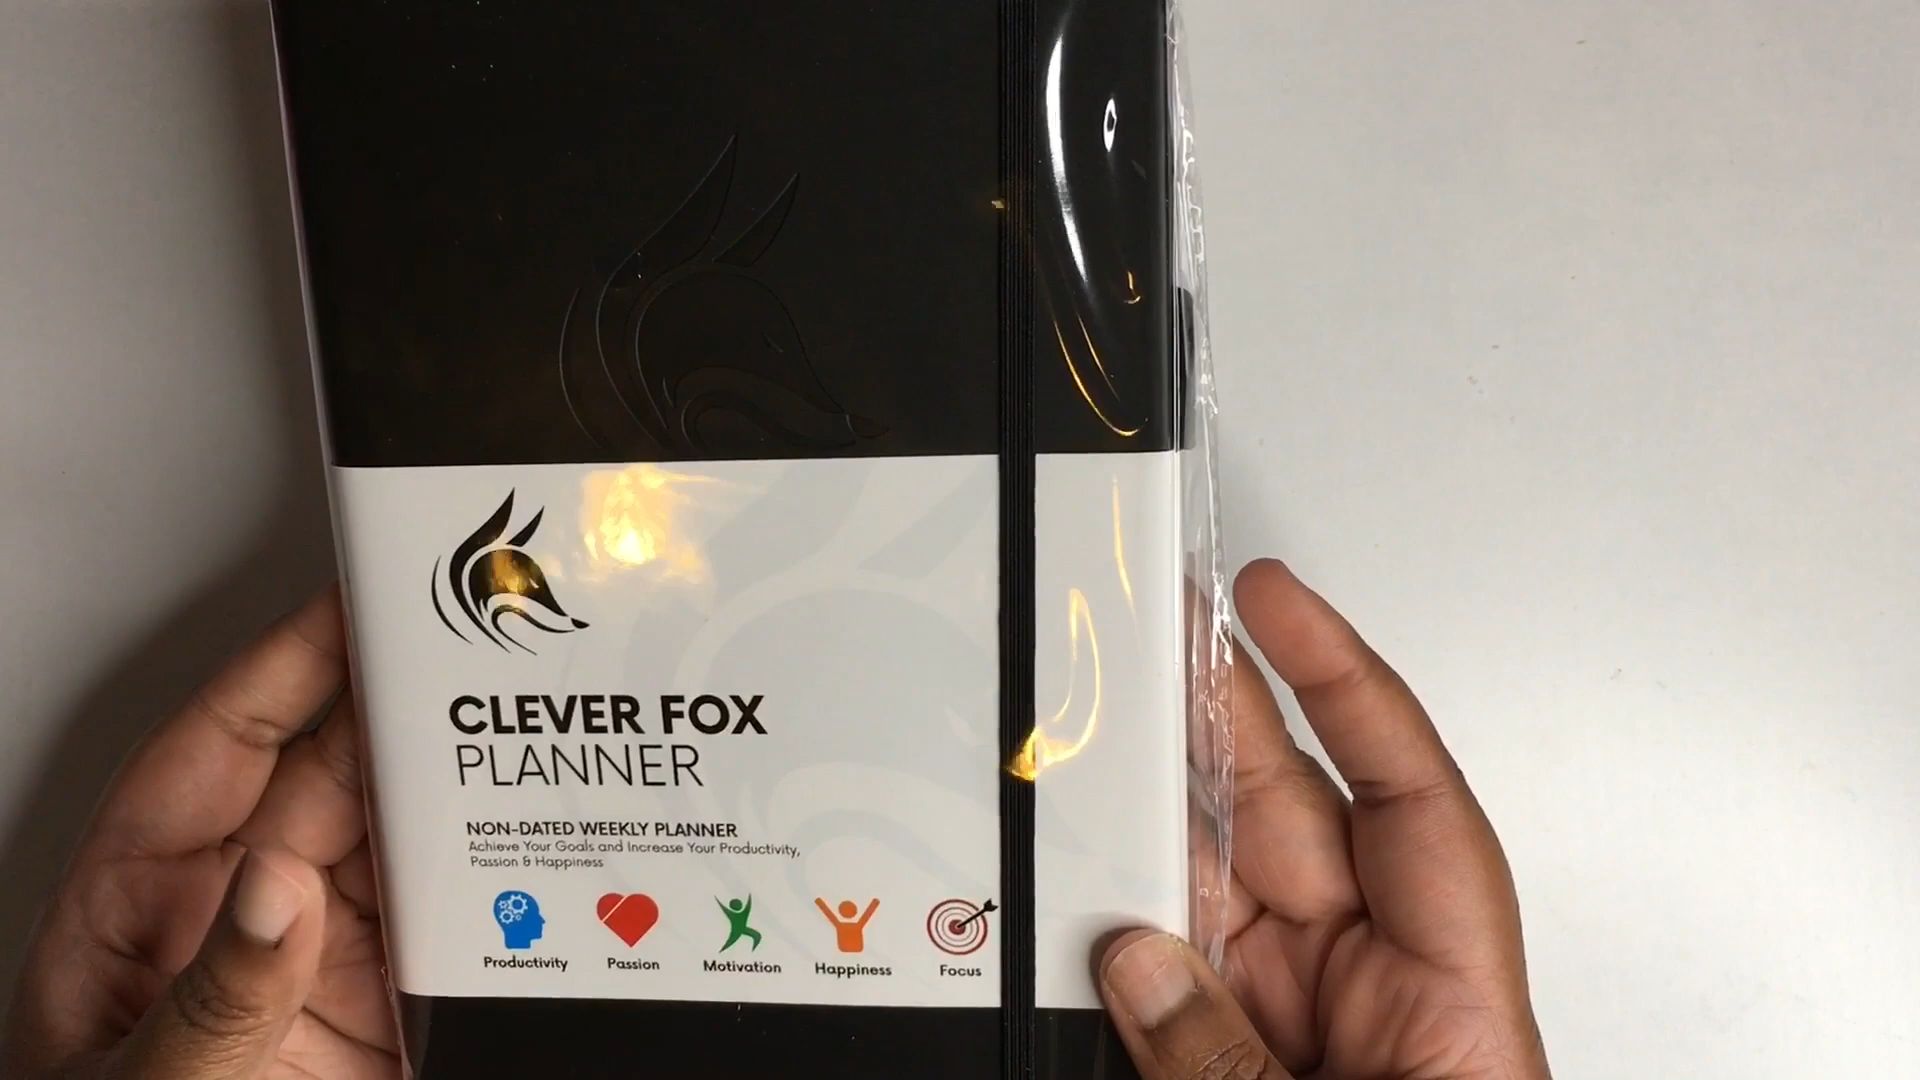 CLEVER FOX
PLANNER
NON-DATED WEEKLY PLANNER
Achieve Your Goals and Increase Your Productivity,
Passion & Happiness
Productivity Passion Motivation Happiness Focus